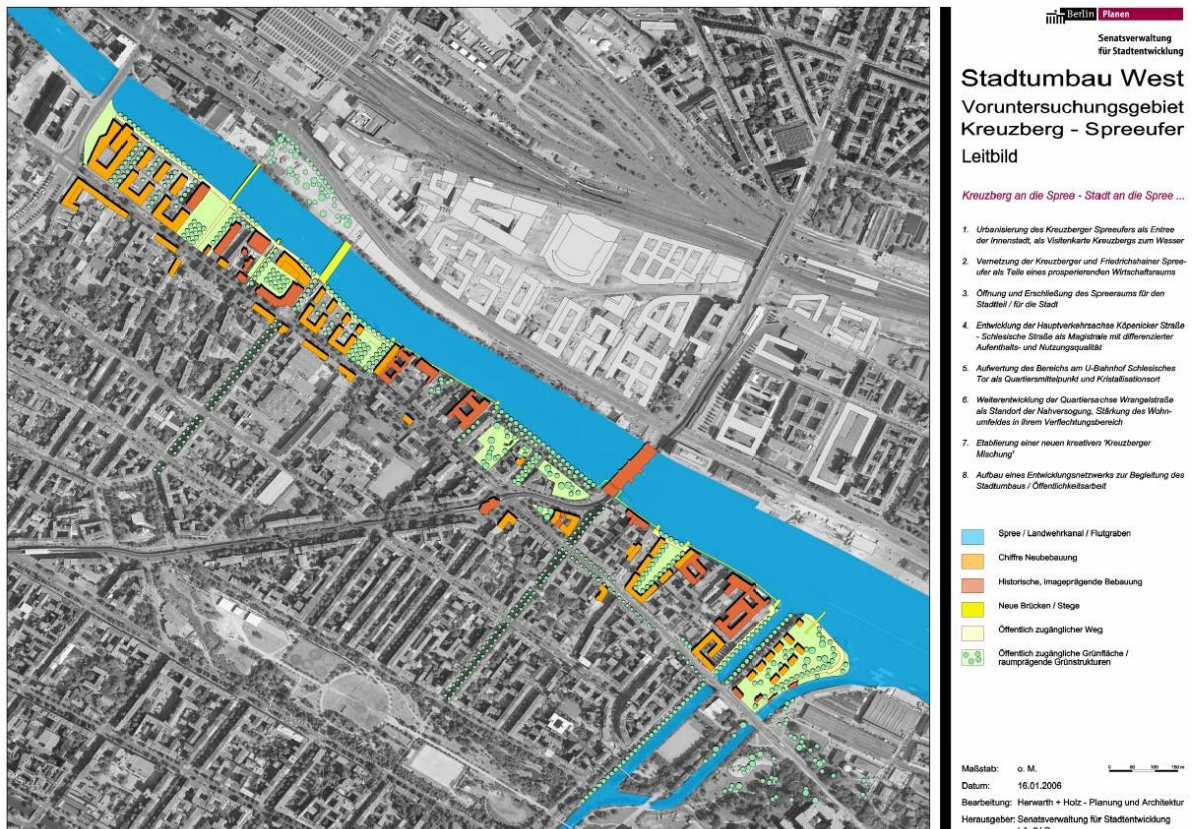 Berlin Planen
Senatsverwaltung
für Stadtentwicklung
Stadtumbau West
Voruntersuchungsgebiet
Kreuzberg - Spreeufer
Leitbild
Kreuzberg an die Spree - Stadt an die Spree ...
1. Urbanisierung des Kreuzberger Spreeufers als Entree
der Innenstadt, als Visitenkarte Kreuzbergs zum Wasser
2. Vernetzung der Kreuzberger und Friedrichshainer Spree-
ufer als Teile eines prosperierenden Wirtschaftsraums
3. Öffnung und Erschließung des Spreeraums für den
Stadtteil / für die Stadt
4. Entwicklung der Hauptverkehrsachse Köpenicker Straße
- Schlesische Straße als Magistrale mit differenzierter
Aufenthalts- und Nutzungsqualität
5. Aufwertung des Bereichs am U-Bahnhof Schlesisches
Tor als Quartiersmittelpunkt und Kristallisationsort
6. Weiterentwicklung der Quartiersachse Wrangelstraße
als Standort der Nahversogung, Stärkung des Wohn-
umfeldes in ihrem Verflechtungsbereich
7. Etablierung einer neuen kreativen 'Kreuzberger
Mischung'
8. Aufbau eines Entwicklungsnetzwerks zur Begleitung des
Stadtumbaus / Öffentlichkeitsarbeit
Spree / Landwehrkanal / Flutgraben
Chiffre Neubebauung
Historische, imageprägende Bebauung
Neue Brücken / Stege
Öffentlich zugänglicher Weg
Öffentlich zugängliche Grünfläche /
raumprägende Grünstrukturen
Maßstab: o. M.
Datum: 16.01.2006
Bearbeitung: Herwarth + Holz - Planung und Architektur
Herausgeber: Senatsverwaltung für Stadtentwicklung